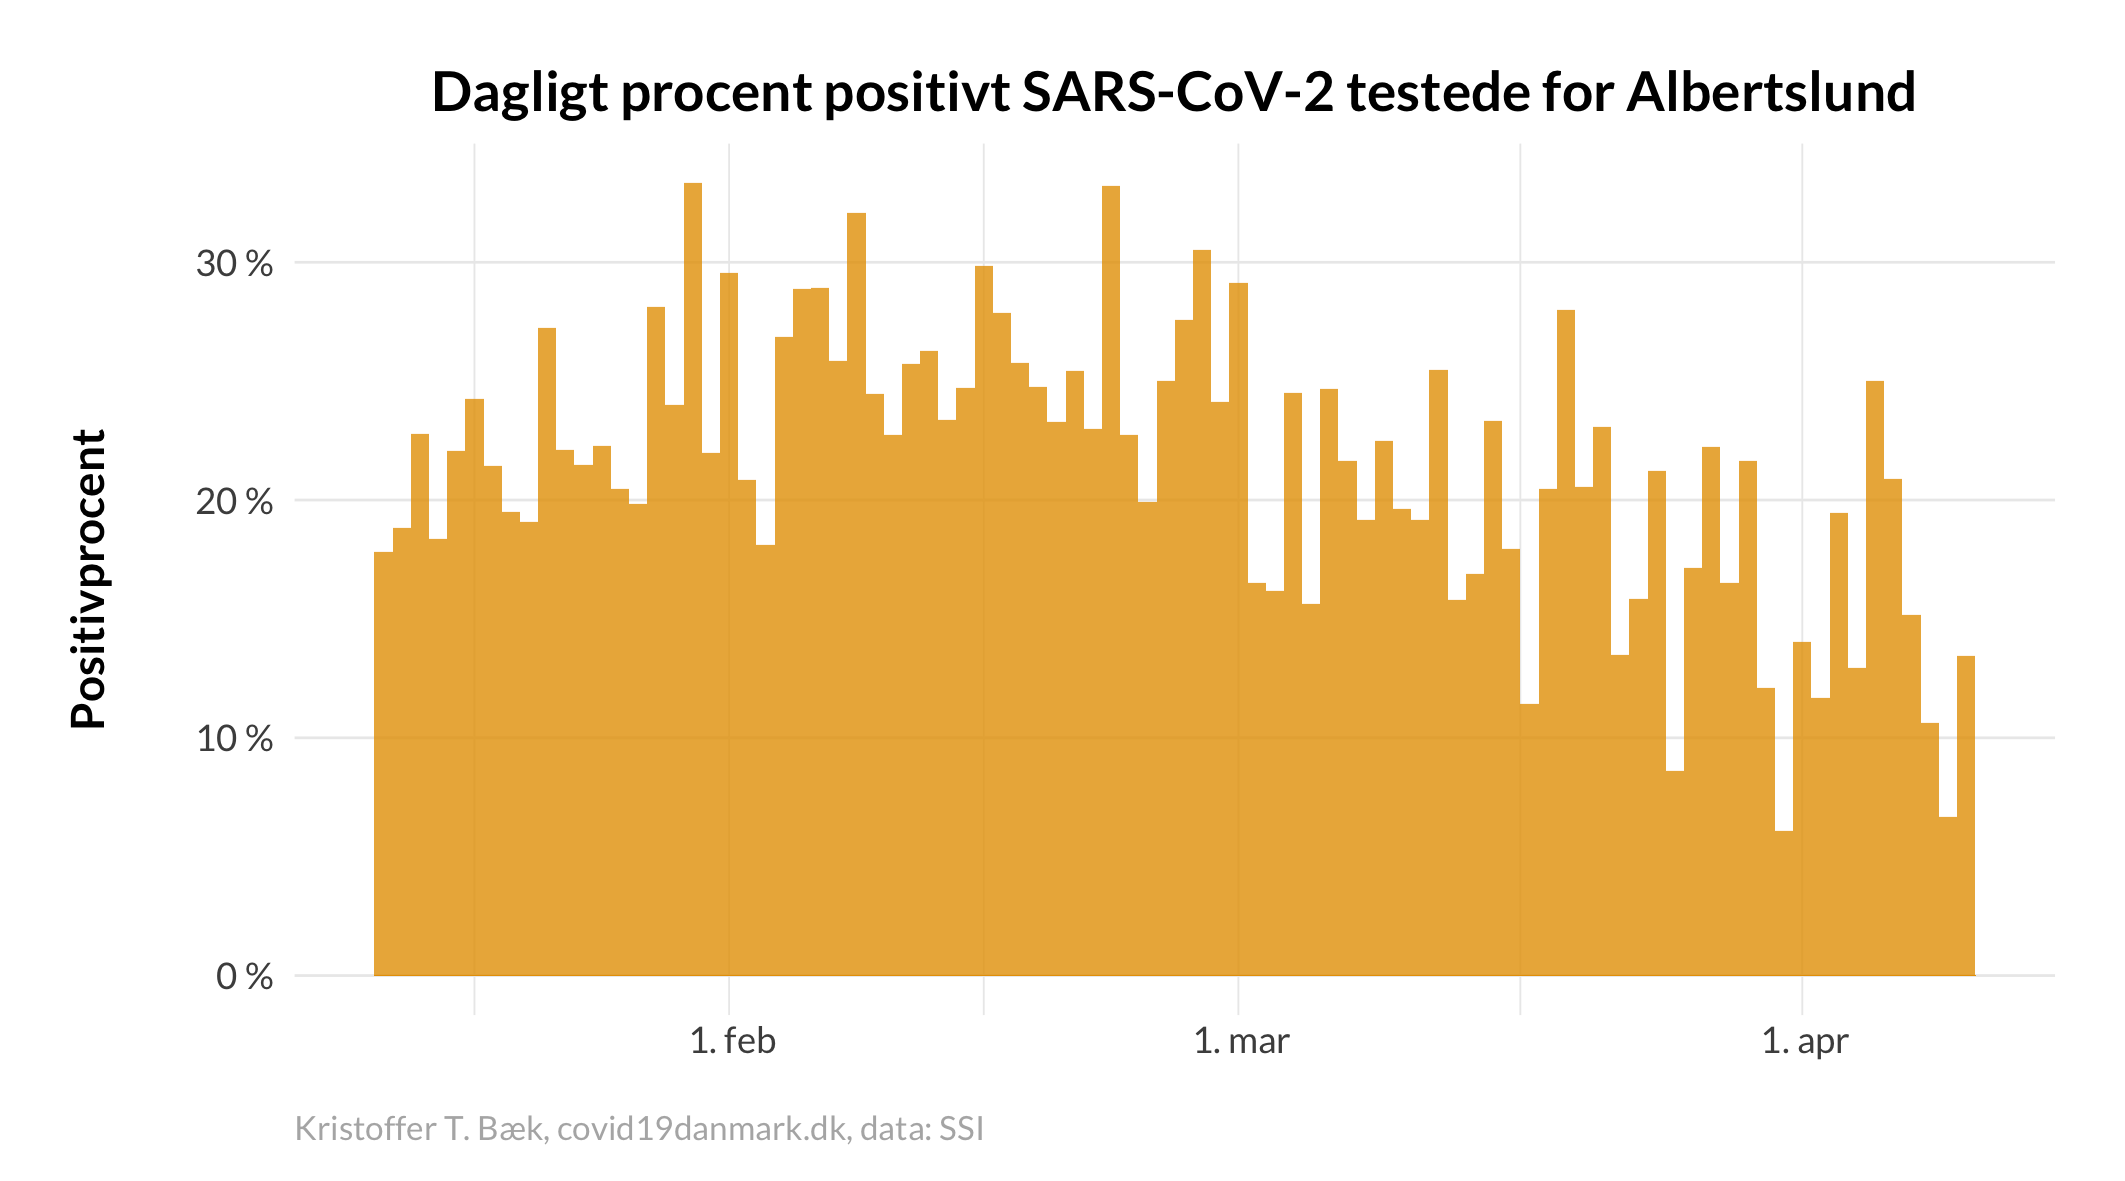 Dagligt procent positivt SARS-CoV-2 testede for Albertslund
Positivprocent
30 %
20 %
10 %
0 %
1. feb
1. mar
1. apr
Kristoffer T. Bæk, covid19danmark.dk, data: SSI